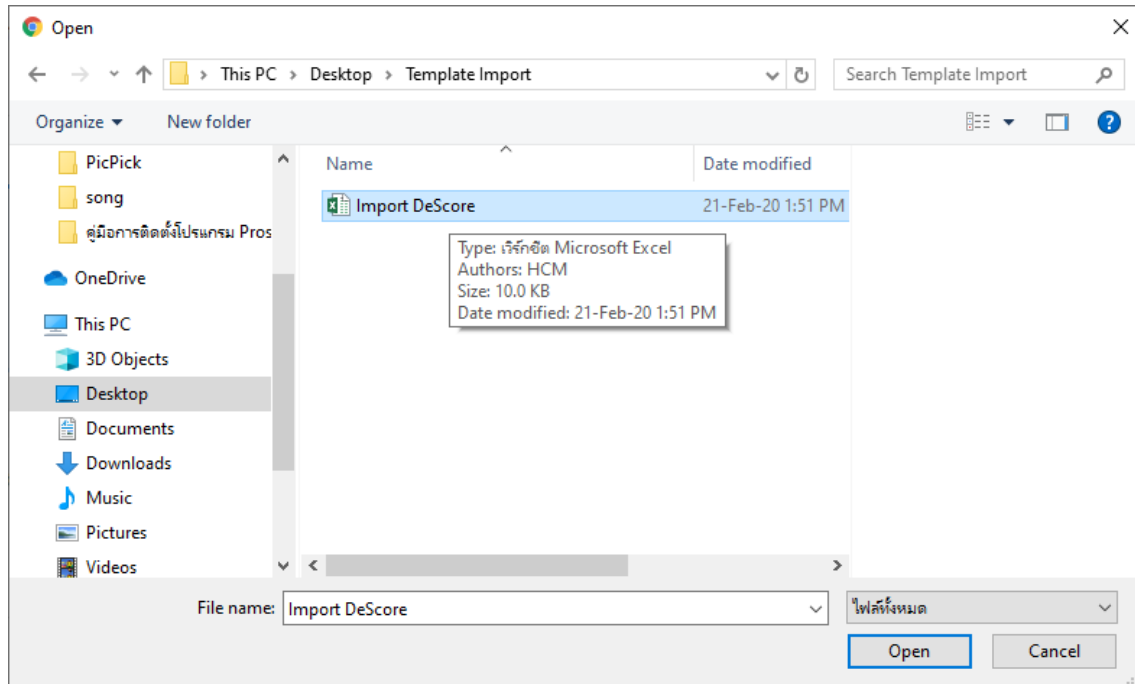 Open
This PC > Desktop > Template Import
Search Template Import
Organize
New folder
Name
Date modified
PicPick
song
คู่มือการติดตั้งโปรแกรม Pros
OneDrive
This PC
3D Objects
Desktop
Documents
Downloads
Music
Pictures
Videos
Import DeScore 21-Feb-20 1:51 PM
Type: เวิร์กชีต Microsoft Excel
Authors: HCM
Size: 10.0 KB
Date modified: 21-Feb-20 1:51 PM
File name: Import DeScore
ไฟล์ทั้งหมด
Open
Cancel